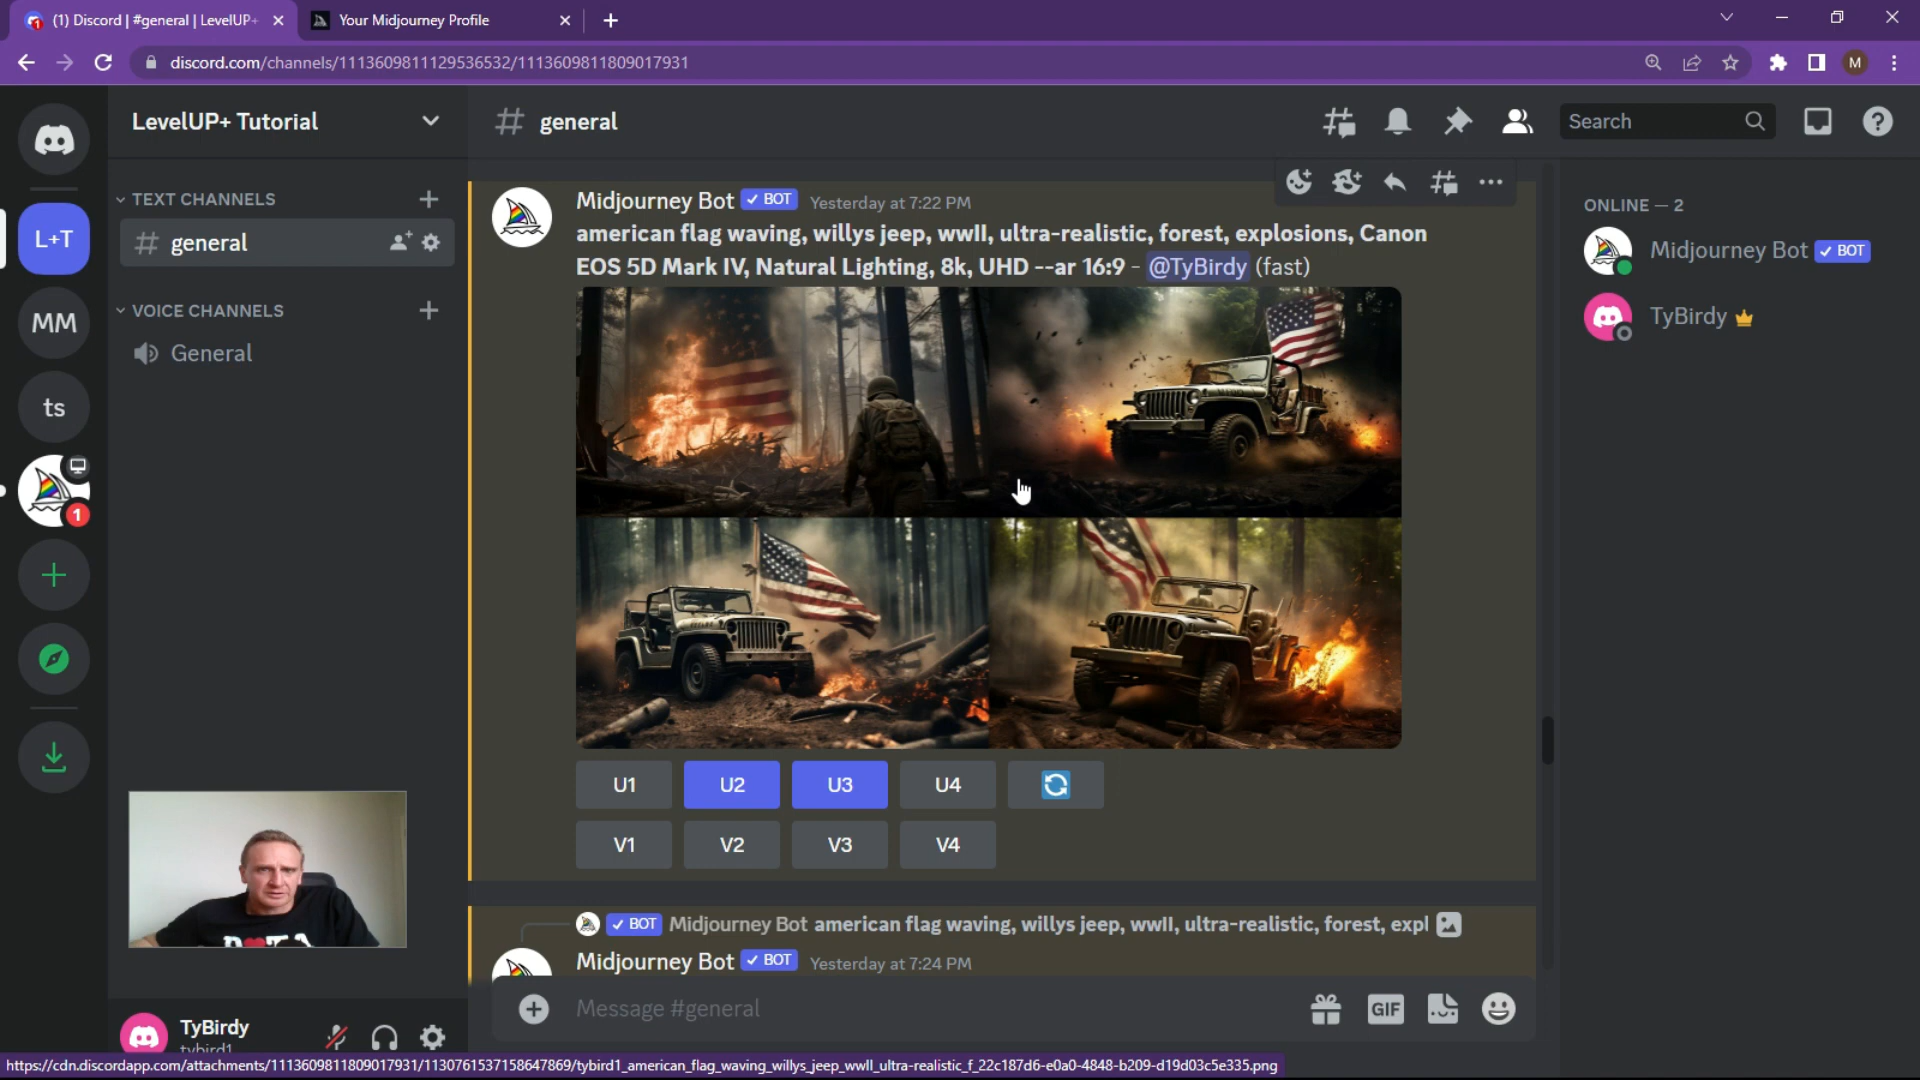 (1) Discord | #general | LevelUP+
Your Midjourney Profile
discord.com/channels/1113609811129536532/1113609811809017931
M
LevelUP+ Tutorial
general
Search
TEXT CHANNELS
general
VOICE CHANNELS
General
L+T
MM
ts
1
Midjourney Bot BOT Yesterday at 7:22 PM
american flag waving, willys jeep, wwII, ultra-realistic, forest, explosions, Canon
EOS 5D Mark IV, Natural Lighting, 8k, UHD --ar 16:9 - @TyBirdy (fast)
U1 U2 U3 U4
V1 V2 V3 V4
BOT Midjourney Bot american flag waving, willys jeep, wwII, ultra-realistic, forest, expl
Midjourney Bot BOT Yesterday at 7:24 PM
Message #general
GIF
ONLINE — 2
Midjourney Bot BOT
TyBirdy
TyBirdy
tybird1
https://cdn.discordapp.com/attachments/1113609811809017931/1130761537158647869/tybird1_american_flag_waving_willys_jeep_wwII_ultra-realistic_f_22c187d6-e0a0-4848-b209-d19d03c5e335.png